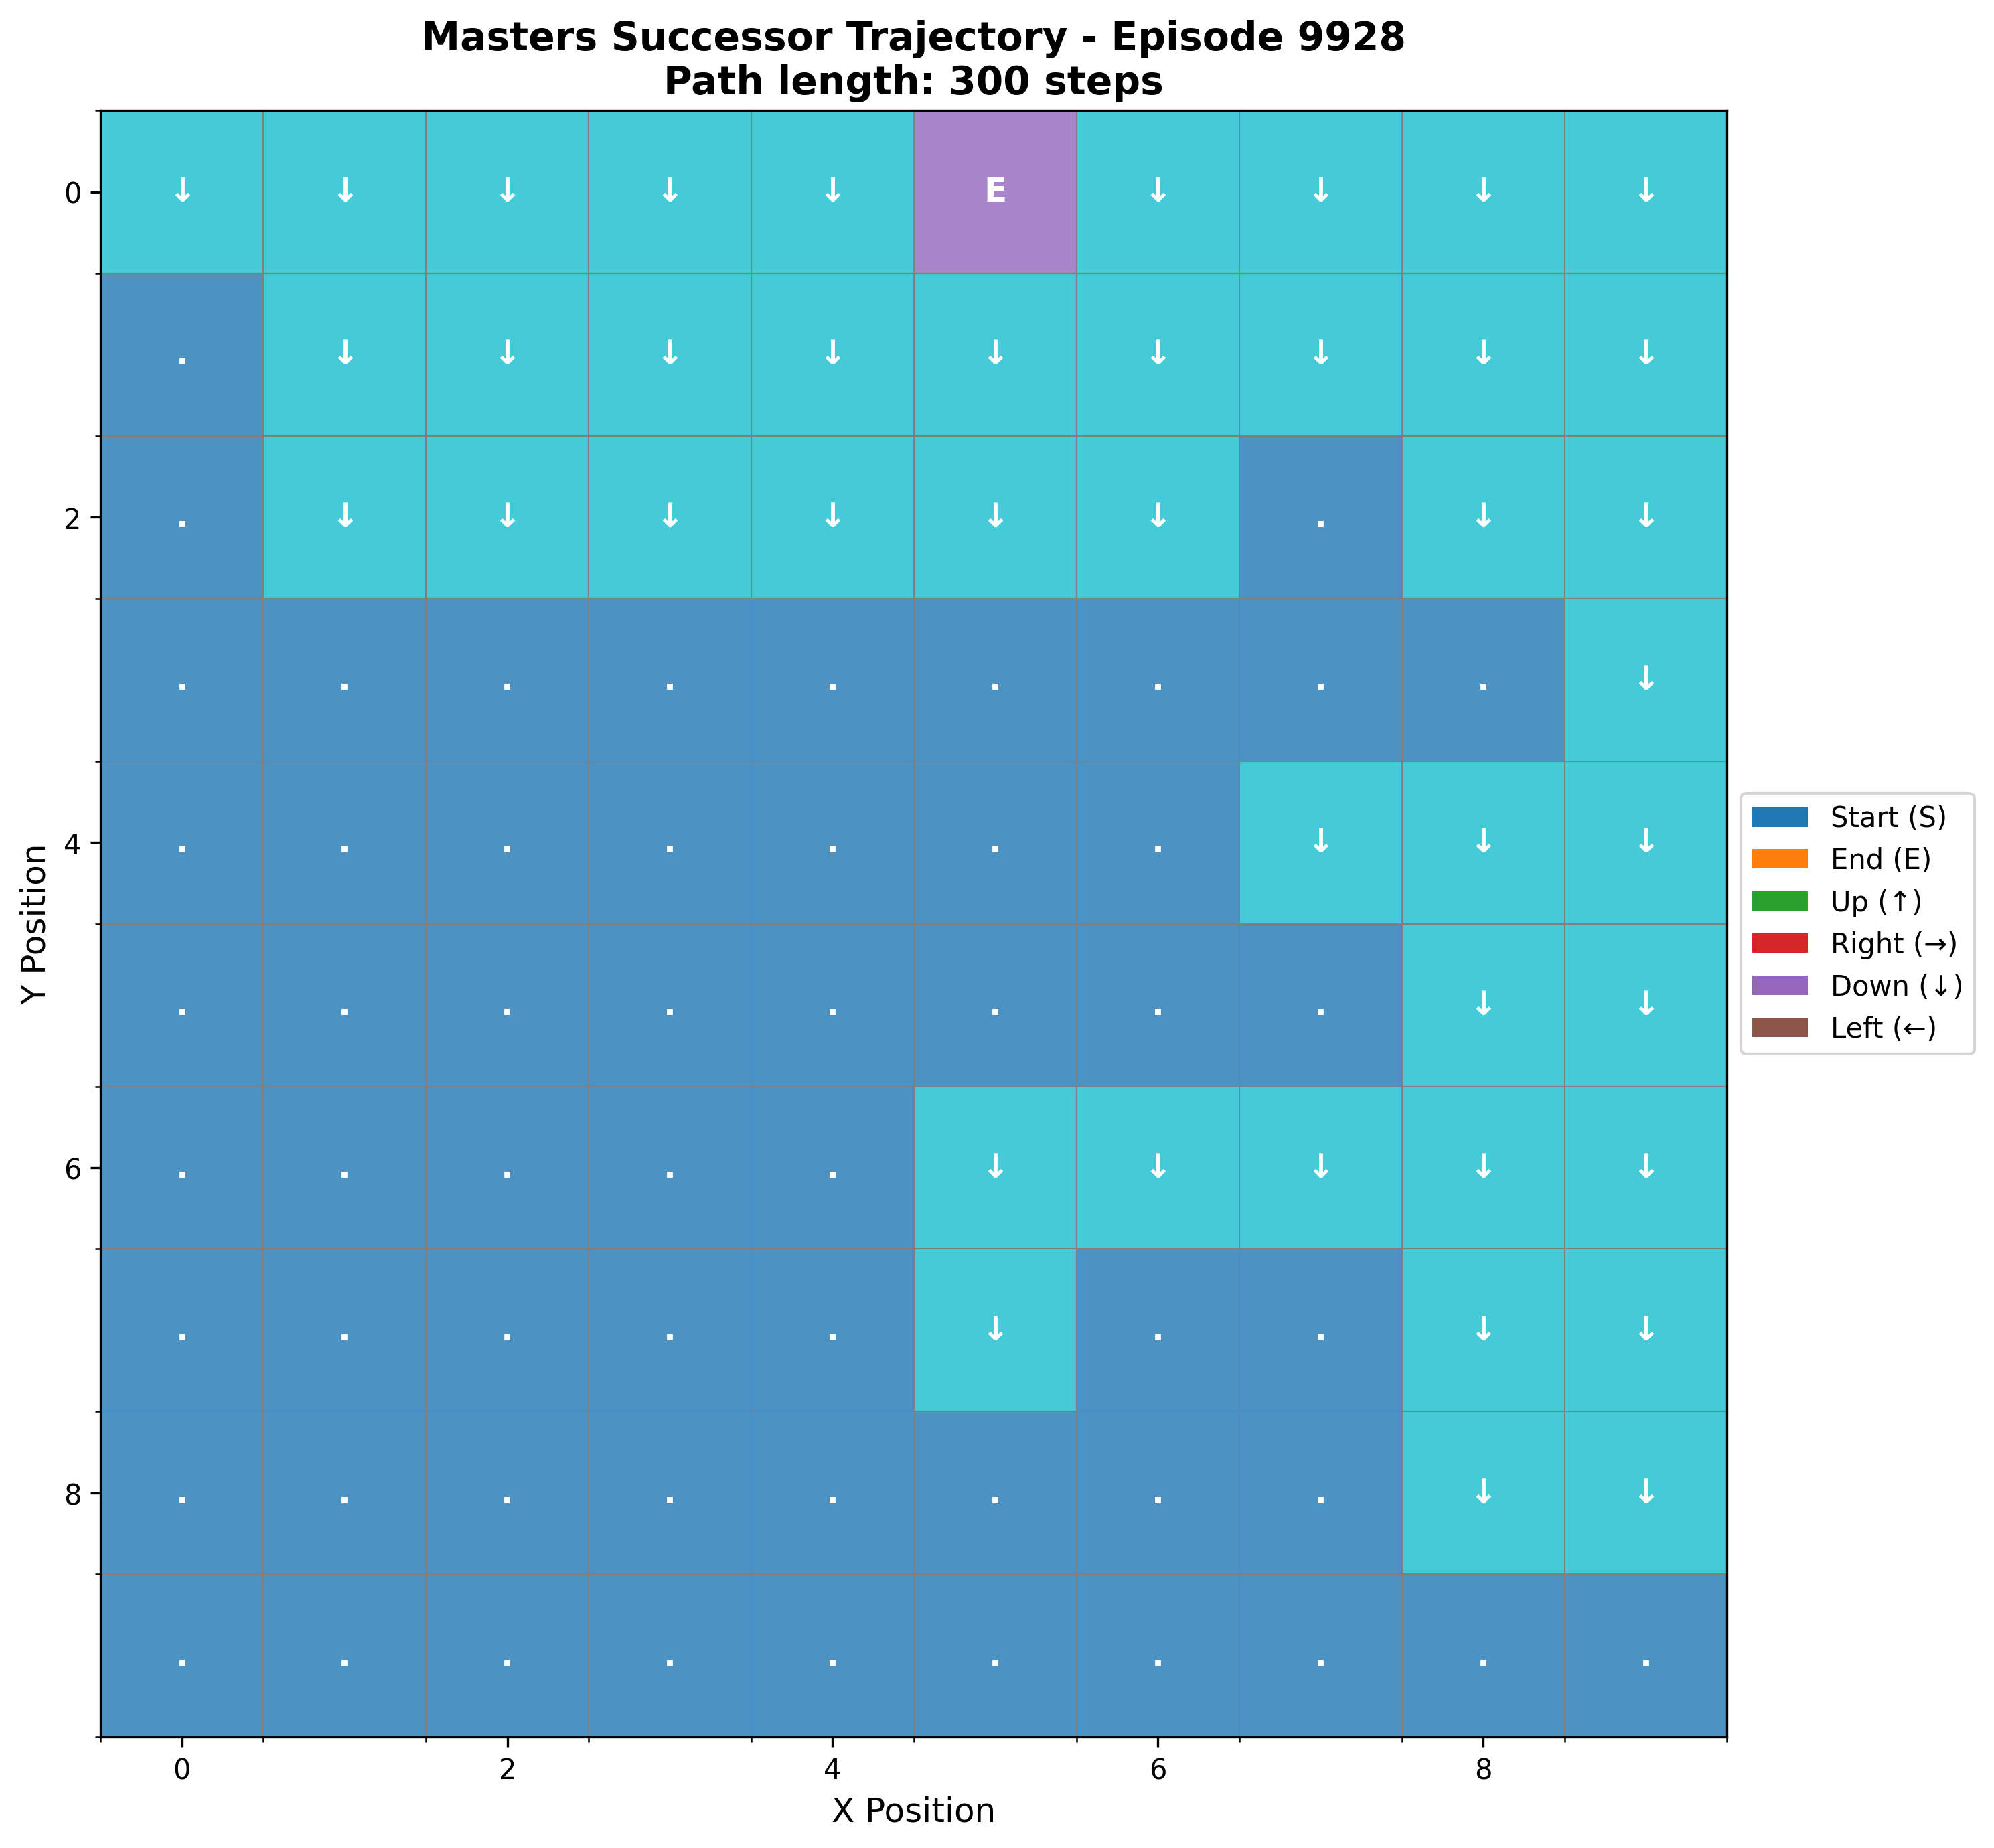 Masters Successor Trajectory - Episode 9928
Path length: 300 steps
0 ↓ ↓ ↓ ↓ ↓ E ↓ ↓ ↓ ↓
. ↓ ↓ ↓ ↓ ↓ ↓ ↓ ↓ ↓
2 . ↓ ↓ ↓ ↓ ↓ ↓ . ↓ ↓
. . . . . . . . . ↓
4 . . . . . . . ↓ ↓ ↓
. . . . . . . . ↓ ↓
6 . . . . . ↓ ↓ ↓ ↓ ↓
. . . . . ↓ . . ↓ ↓
8 . . . . . . . . ↓ ↓
. . . . . . . . . .
0 2 4 6 8
X Position
Y Position
Start (S)
End (E)
Up (↑)
Right (→)
Down (↓)
Left (←)